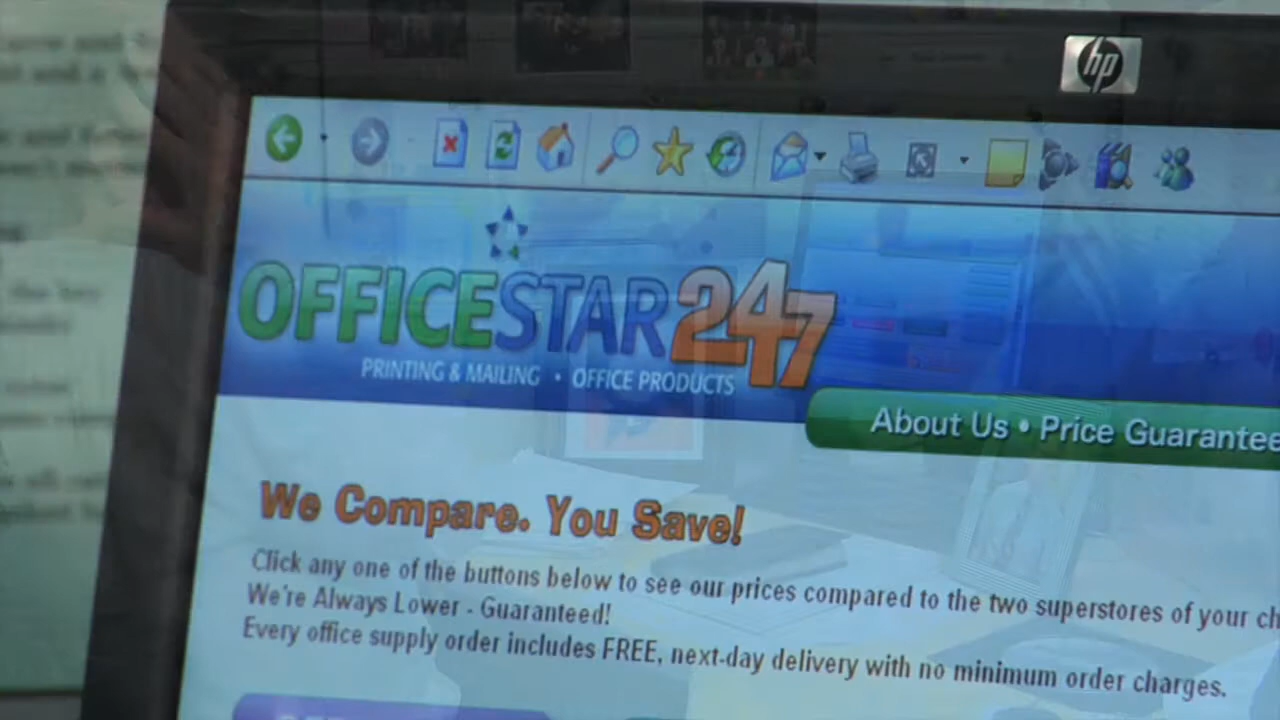 hp
OFFICESTAR247
PRINTING & MAILING • OFFICE PRODUCTS
About Us • Price Guarantee
We Compare. You Save!
Click any one of the buttons below to see our prices compared to the two superstores of your ch
We're Always Lower - Guaranteed!
Every office supply order includes FREE, next-day delivery with no minimum order charges.